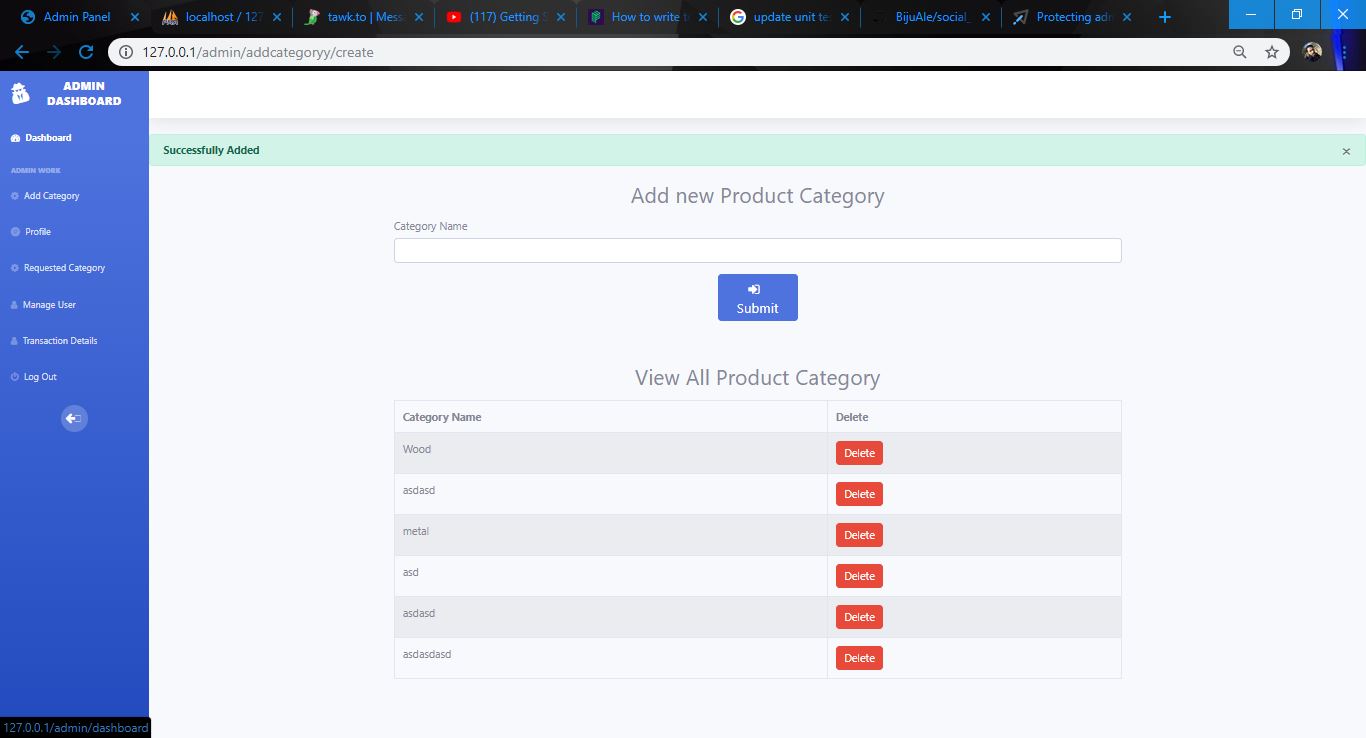 Admin Panel
localhost / 127
tawk.to | Mess
(117) Getting S
How to write t
update unit te
BijuAle/social_
Protecting adm
127.0.0.1/admin/addcategoryy/create
ADMIN
DASHBOARD
Dashboard
ADMIN WORK
Add Category
Profile
Requested Category
Manage User
Transaction Details
Log Out
Successfully Added
×
Add new Product Category
Category Name
Submit
View All Product Category
Category Name Delete
Wood Delete
asdasd Delete
metal Delete
asd Delete
asdasd Delete
asdasdasd Delete
127.0.0.1/admin/dashboard